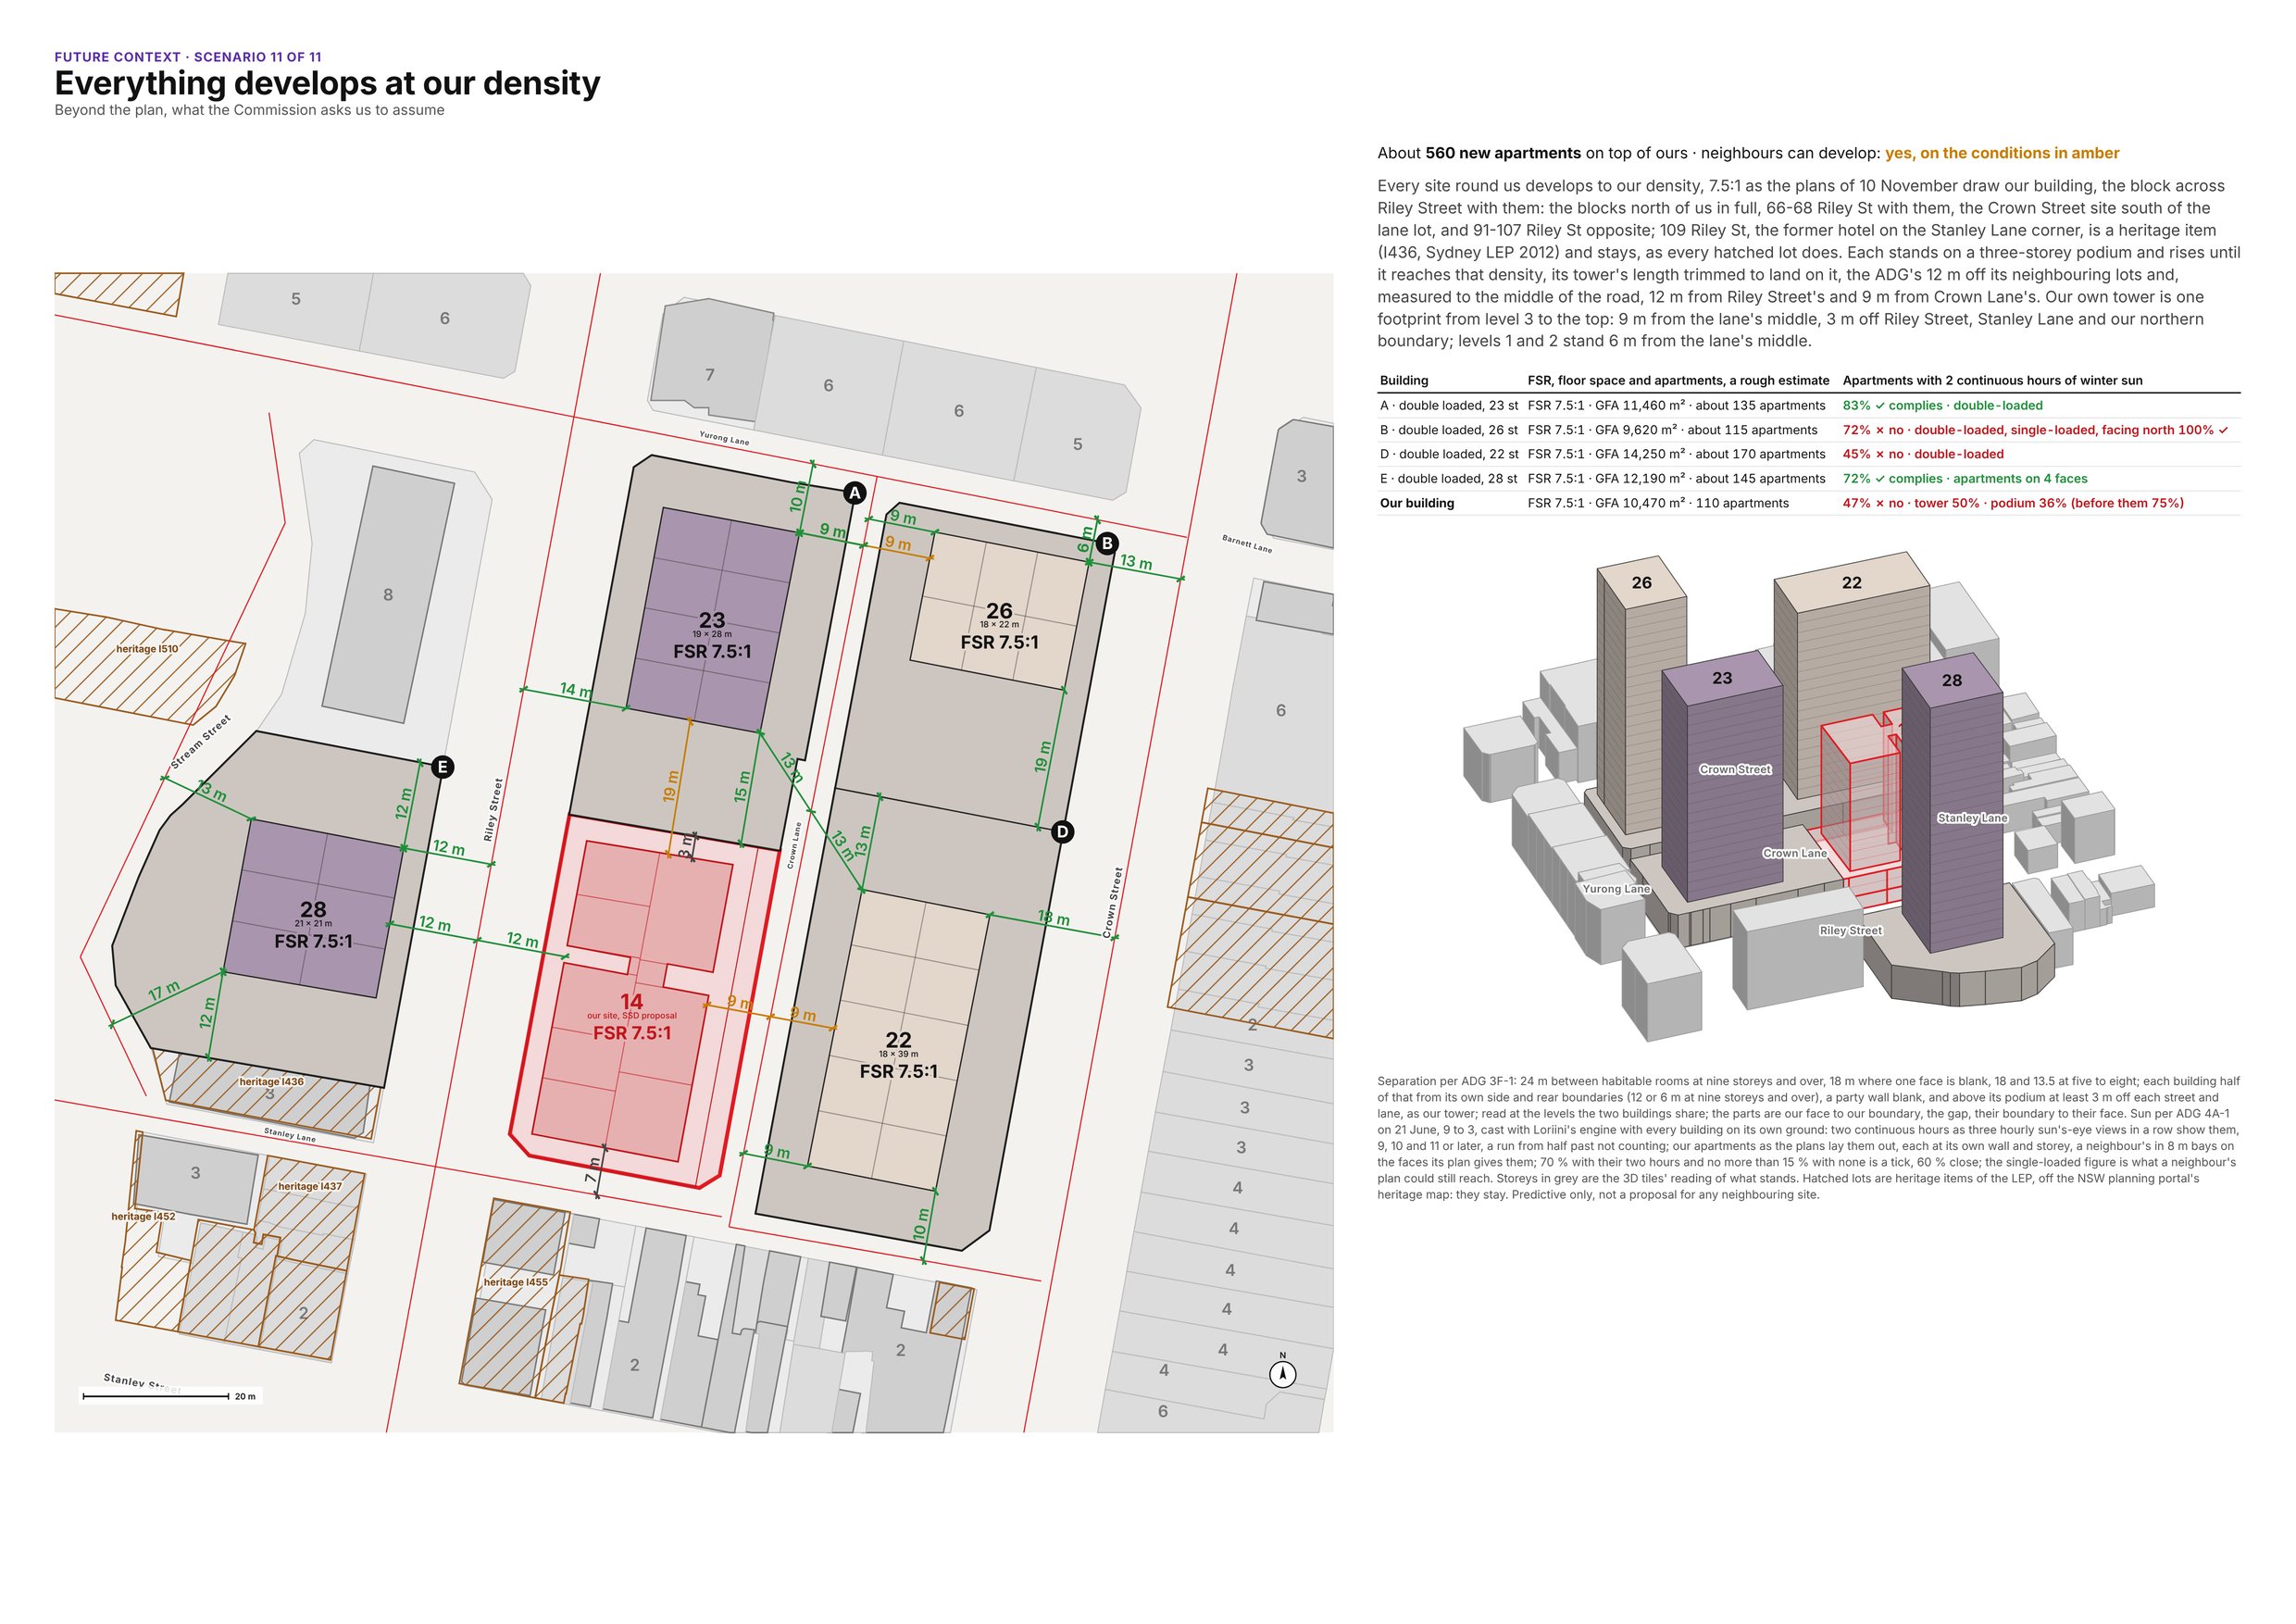 FUTURE CONTEXT · SCENARIO 11 OF 11
Everything develops at our density
Beyond the plan, what the Commission asks us to assume
About 560 new apartments on top of ours · neighbours can develop: yes, on the conditions in amber
Every site round us develops to our density, 7.5:1 as the plans of 10 November draw our building, the block across
Riley Street with them: the blocks north of us in full, 66-68 Riley St with them, the Crown Street site south of the
lane lot, and 91-107 Riley St opposite; 109 Riley St, the former hotel on the Stanley Lane corner, is a heritage item
(I436, Sydney LEP 2012) and stays, as every hatched lot does. Each stands on a three-storey podium and rises until
it reaches that density, its tower's length trimmed to land on it, the ADG's 12 m off its neighbouring lots and,
measured to the middle of the road, 12 m from Riley Street's and 9 m from Crown Lane's. Our own tower is one
footprint from level 3 to the top: 9 m from the lane's middle, 3 m off Riley Street, Stanley Lane and our northern
boundary; levels 1 and 2 stand 6 m from the lane's middle.
Building FSR, floor space and apartments, a rough estimate Apartments with 2 continuous hours of winter sun
A · double loaded, 23 st FSR 7.5:1 · GFA 11,460 m² · about 135 apartments 83% ✓ complies · double-loaded
B · double loaded, 26 st FSR 7.5:1 · GFA 9,620 m² · about 115 apartments 72% × no · double-loaded, single-loaded, facing north 100% ✓
D · double loaded, 22 st FSR 7.5:1 · GFA 14,250 m² · about 170 apartments 45% × no · double-loaded
E · double loaded, 28 st FSR 7.5:1 · GFA 12,190 m² · about 145 apartments 72% ✓ complies · apartments on 4 faces
Our building FSR 7.5:1 · GFA 10,470 m² · 110 apartments 47% × no · tower 50% · podium 36% (before them 75%)
26
22
23
28
Crown Street
Stanley Lane
Crown Lane
Yurong Lane
Riley Street
Separation per ADG 3F-1: 24 m between habitable rooms at nine storeys and over, 18 m where one face is blank, 18 and 13.5 at five to eight; each building half
of that from its own side and rear boundaries (12 or 6 m at nine storeys and over), a party wall blank, and above its podium at least 3 m off each street and
lane, as our tower; read at the levels the two buildings share; the parts are our face to our boundary, the gap, their boundary to their face. Sun per ADG 4A-1
on 21 June, 9 to 3, cast with Loriini's engine with every building on its own ground: two continuous hours as three hourly sun's-eye views in a row show them,
9, 10 and 11 or later, a run from half past not counting; our apartments as the plans lay them out, each at its own wall and storey, a neighbour's in 8 m bays on
the faces its plan gives them; 70 % with their two hours and no more than 15 % with none is a tick, 60 % close; the single-loaded figure is what a neighbour's
plan could still reach. Storeys in grey are the 3D tiles' reading of what stands. Hatched lots are heritage items of the LEP, off the NSW planning portal's
heritage map: they stay. Predictive only, not a proposal for any neighbouring site.
5
6
7
6
6
5
3
Yurong Lane
Barnett Lane
A
10 m
9 m
9 m
9 m
6 m
B
13 m
8
23
19 × 28 m
FSR 7.5:1
26
18 × 22 m
FSR 7.5:1
heritage I510
14 m
6
Stream Street
E
13 m
12 m
Riley Street
12 m
19 m
15 m
13 m
19 m
3 m
Crown Lane
13 m
13 m
D
28
21 × 21 m
FSR 7.5:1
12 m
12 m
18 m
Crown Street
17 m
12 m
14
our site, SSD proposal
FSR 7.5:1
9 m
9 m
22
18 × 39 m
FSR 7.5:1
heritage I436
3
Stanley Lane
9 m
7 m
10 m
2
3
3
3
4
4
4
4
4
4
6
3
heritage I437
heritage I452
2
heritage I455
2
2
N
Stanley Street
20 m